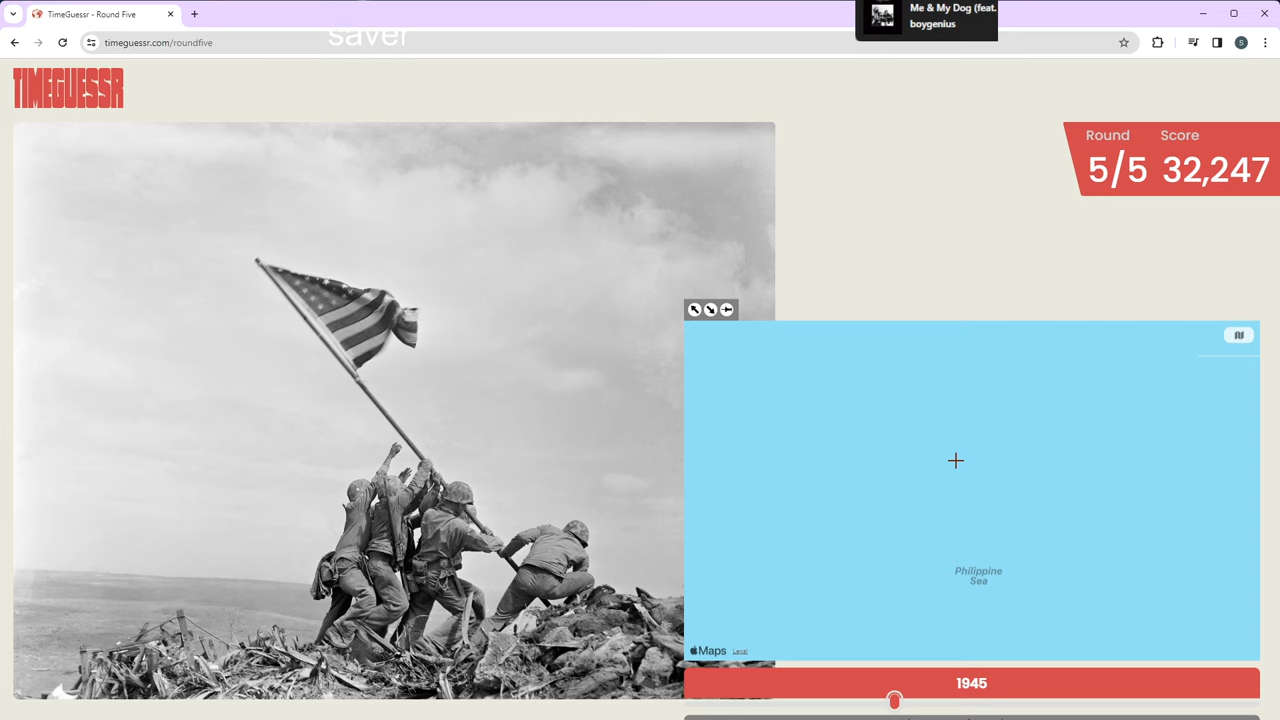 TimeGuessr - Round Five
Me & My Dog (feat.
boygenius
timeguessr.com/roundfive
saver
S
TIMEGUESSR
Round Score
5/5 32,247
Philippine
Sea
Maps Legal
1945